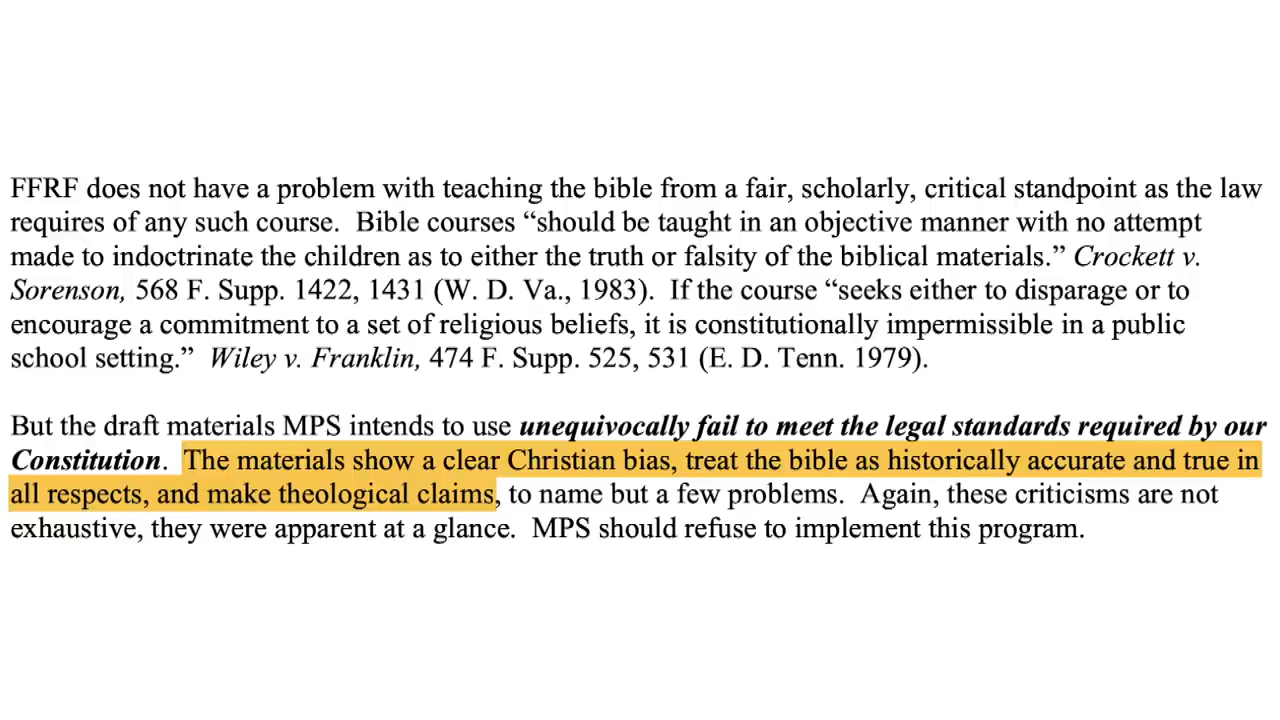 FFRF does not have a problem with teaching the bible from a fair, scholarly, critical standpoint as the law
requires of any such course.  Bible courses “should be taught in an objective manner with no attempt
made to indoctrinate the children as to either the truth or falsity of the biblical materials.” Crockett v.
Sorenson, 568 F. Supp. 1422, 1431 (W. D. Va., 1983).  If the course “seeks either to disparage or to
encourage a commitment to a set of religious beliefs, it is constitutionally impermissible in a public
school setting.”  Wiley v. Franklin, 474 F. Supp. 525, 531 (E. D. Tenn. 1979).
But the draft materials MPS intends to use unequivocally fail to meet the legal standards required by our
Constitution.  The materials show a clear Christian bias, treat the bible as historically accurate and true in
all respects, and make theological claims, to name but a few problems.  Again, these criticisms are not
exhaustive, they were apparent at a glance.  MPS should refuse to implement this program.